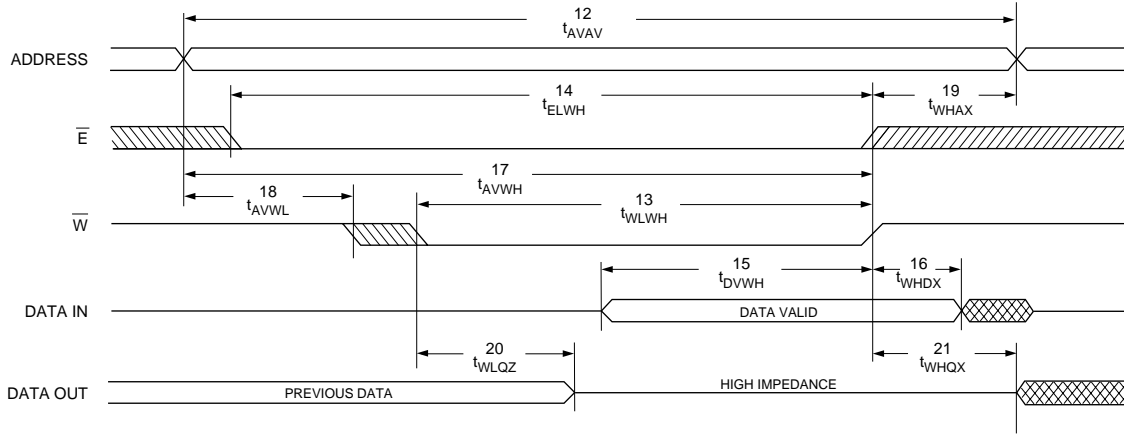 12
tAVAV
ADDRESS
14
tELWH
19
tWHAX
E
17
tAVWH
18
tAVWL
13
tWLWH
W
15
tDVWH
16
tWHDX
DATA IN
DATA VALID
20
tWLQZ
21
tWHQX
DATA OUT
PREVIOUS DATA
HIGH IMPEDANCE